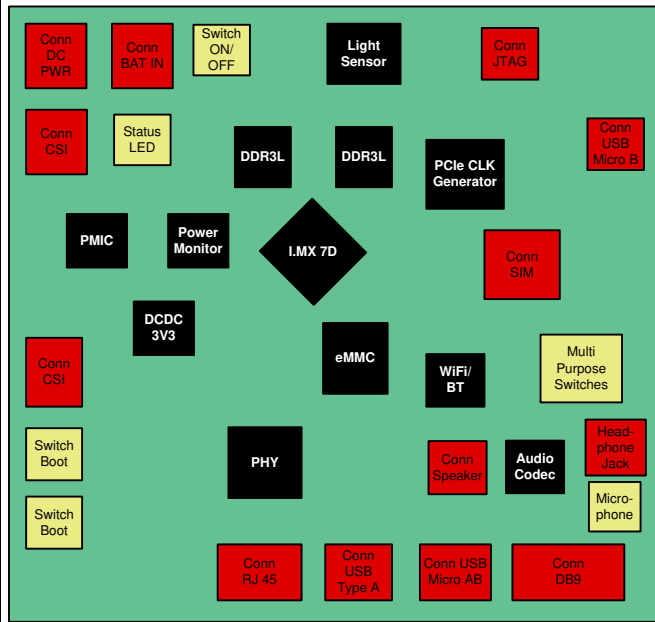 Conn
DC
PWR
Conn
BAT IN
Switch
ON/
OFF
Light
Sensor
Conn
JTAG
Conn
CSI
Status
LED
DDR3L
DDR3L
PCIe CLK
Generator
Conn
USB
Micro B
PMIC
Power
Monitor
I.MX 7D
Conn
SIM
DCDC
3V3
eMMC
Conn
CSI
WiFi/
BT
Multi
Purpose
Switches
Switch
Boot
PHY
Conn
Speaker
Audio
Codec
Head-
phone
Jack
Switch
Boot
Micro-
phone
Conn
RJ 45
Conn
USB
Type A
Conn USB
Micro AB
Conn
DB9